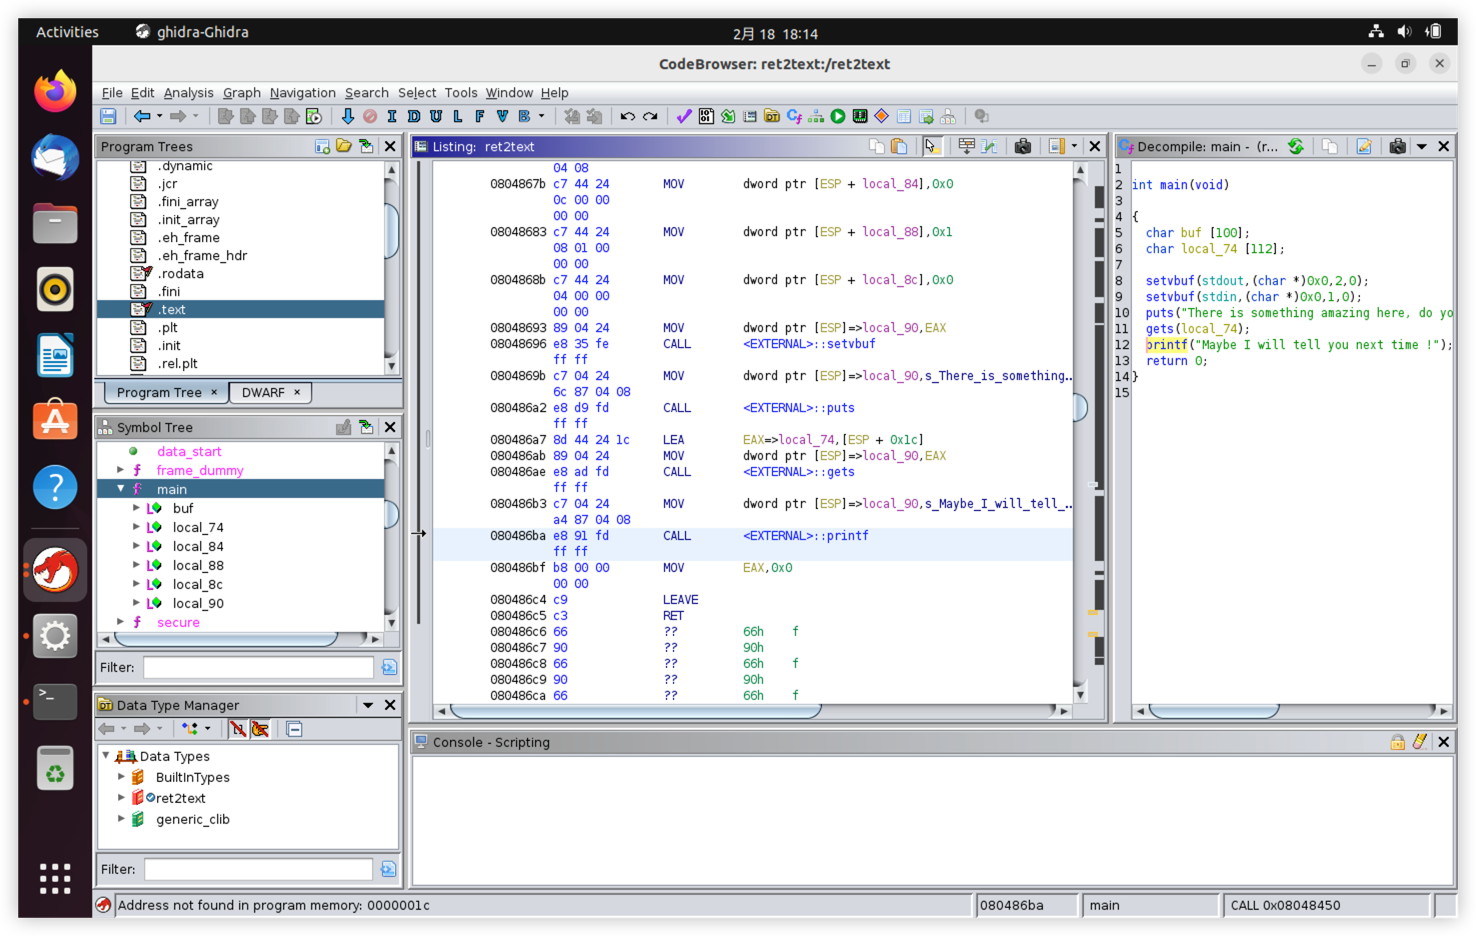 Activities
ghidra-Ghidra
2月 18 18:14
CodeBrowser: ret2text:/ret2text
File Edit Analysis Graph Navigation Search Select Tools Window Help
I D U L F V B
Program Trees
.dynamic
.jcr
.fini_array
.init_array
.eh_frame
.eh_frame_hdr
.rodata
.fini
.text
.plt
.init
.rel.plt
Program Tree × DWARF ×
Symbol Tree
data_start
f frame_dummy
f main
buf
local_74
local_84
local_88
local_8c
local_90
f secure
Filter:
Data Type Manager
Data Types
BuiltInTypes
ret2text
generic_clib
Filter:
Listing: ret2text
04 08
0804867b c7 44 24 MOV dword ptr [ESP + local_84],0x0
0c 00 00
00 00
08048683 c7 44 24 MOV dword ptr [ESP + local_88],0x1
08 01 00
00 00
0804868b c7 44 24 MOV dword ptr [ESP + local_8c],0x0
04 00 00
00 00
08048693 89 04 24 MOV dword ptr [ESP]=>local_90,EAX
08048696 e8 35 fe CALL <EXTERNAL>::setvbuf
ff ff
0804869b c7 04 24 MOV dword ptr [ESP]=>local_90,s_There_is_something...
6c 87 04 08
080486a2 e8 d9 fd CALL <EXTERNAL>::puts
ff ff
080486a7 8d 44 24 1c LEA EAX=>local_74,[ESP + 0x1c]
080486ab 89 04 24 MOV dword ptr [ESP]=>local_90,EAX
080486ae e8 ad fd CALL <EXTERNAL>::gets
ff ff
080486b3 c7 04 24 MOV dword ptr [ESP]=>local_90,s_Maybe_I_will_tell_...
a4 87 04 08
080486ba e8 91 fd CALL <EXTERNAL>::printf
ff ff
080486bf b8 00 00 MOV EAX,0x0
00 00
080486c4 c9 LEAVE
080486c5 c3 RET
080486c6 66 ?? 66h f
080486c7 90 ?? 90h
080486c8 66 ?? 66h f
080486c9 90 ?? 90h
080486ca 66 ?? 66h f
Decompile: main - (r...
1
2 int main(void)
3
4 {
5 char buf [100];
6 char local_74 [112];
7
8 setvbuf(stdout,(char *)0x0,2,0);
9 setvbuf(stdin,(char *)0x0,1,0);
10 puts("There is something amazing here, do yo
11 gets(local_74);
12 printf("Maybe I will tell you next time !");
13 return 0;
14 }
15
Console - Scripting
Address not found in program memory: 0000001c
080486ba
main
CALL 0x08048450